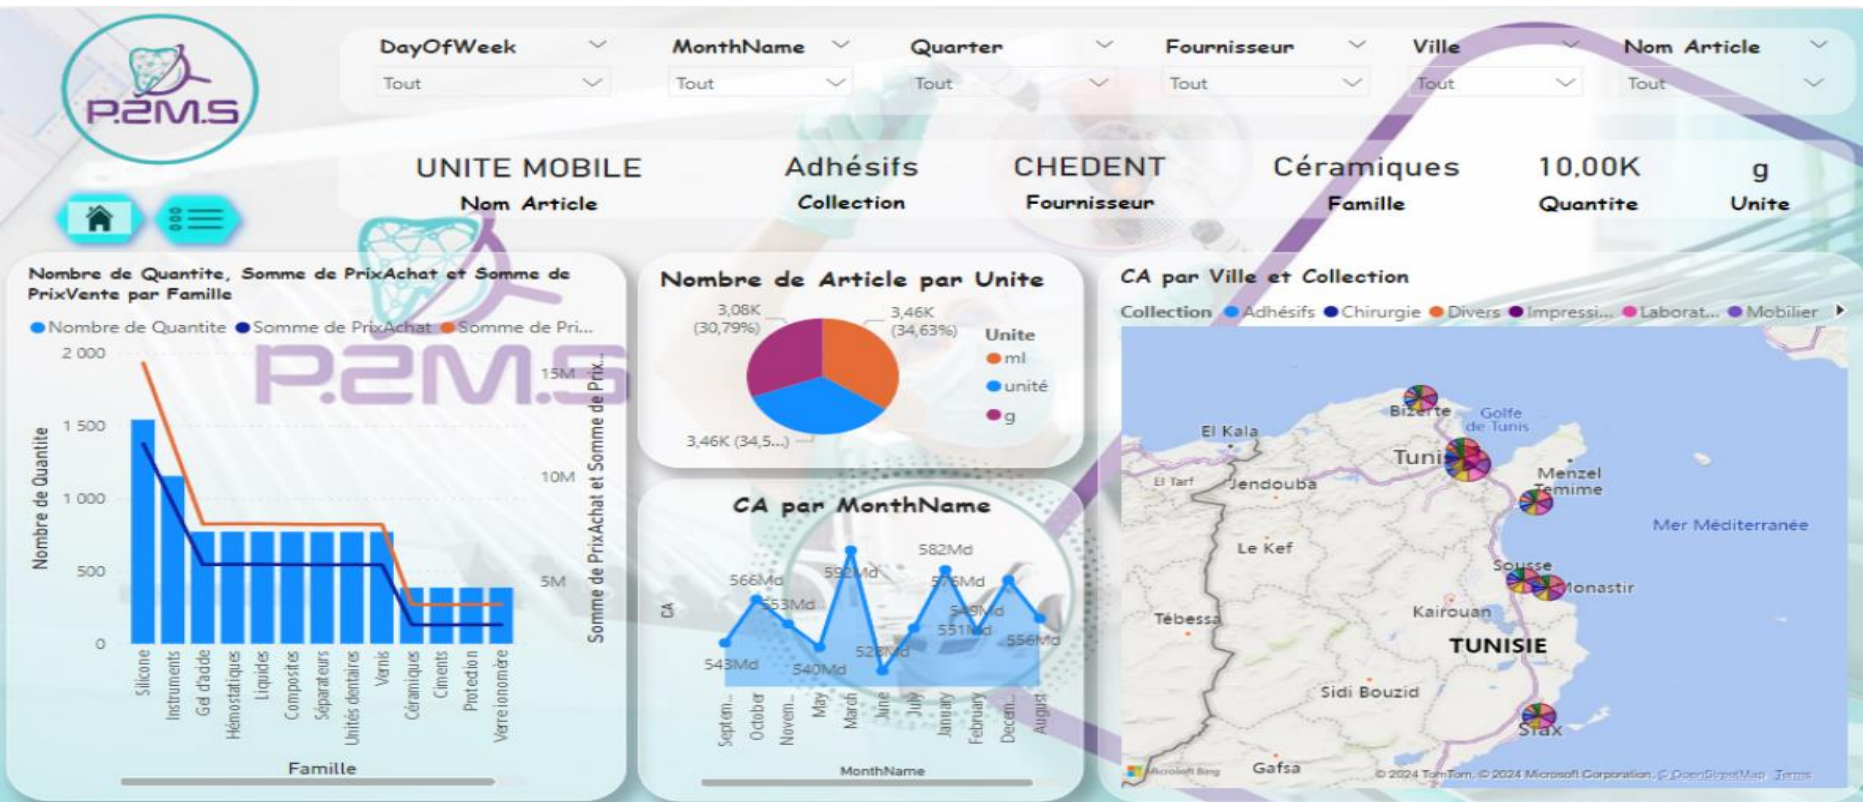 P.2M.S
DayOfWeek
Tout
MonthName
Tout
Quarter
Tout
Fournisseur
Tout
Ville
Tout
Nom Article
Tout
UNITE MOBILE
Nom Article
Adhésifs
Collection
CHEDENT
Fournisseur
Céramiques
Famille
10,00K
Quantite
g
Unite
P.2M.S
Nombre de Quantite, Somme de PrixAchat et Somme de
PrixVente par Famille
Nombre de Quantite Somme de PrixAchat Somme de Pri...
Nombre de Quantité
2 000
1 500
1 000
500
0
15M
10M
5M
Somme de PrixAchat et Somme de Prix...
Silicone
Instruments
Gel d'acide
Hémostatiques
Liquides
Composites
Séparateurs
Unités dentaires
Vernis
Céramiques
Ciments
Protection
Verre ionomère
Famille
Nombre de Article par Unite
3,08K
(30,79%)
3,46K
(34,63%)
3,46K (34,5...)
Unite
ml
unité
g
CA par MonthName
CA
543Md
566Md
553Md
540Md
592Md
528Md
551Md
582Md
576Md
549Md
556Md
Septem...
October
Novem...
May
March
June
July
January
February
Decem...
August
MonthName
CA par Ville et Collection
Collection Adhésifs Chirurgie Divers Impressi... Laborat... Mobilier
Bizerte
Golfe
de Tunis
El Kala
Tuni
El Tarf
Jendouba
Menzel
Temime
Mer Méditerranée
Le Kef
Sousse
Monastir
Kairouan
Tébessa
TUNISIE
Sidi Bouzid
Sfax
Gafsa
Microsoft Bing
© 2024 TomTom, © 2024 Microsoft Corporation, © OpenStreetMap Terms